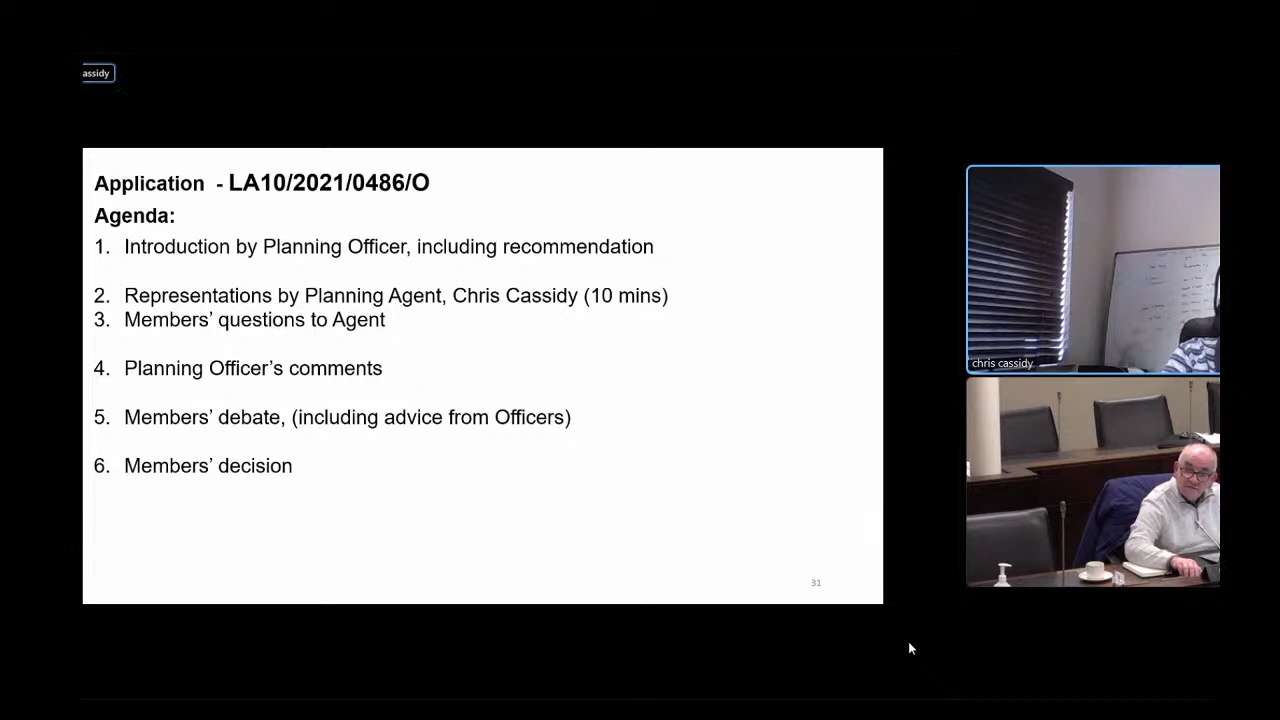 assidy
Application - LA10/2021/0486/O
Agenda:
1. Introduction by Planning Officer, including recommendation
2. Representations by Planning Agent, Chris Cassidy (10 mins)
3. Members' questions to Agent
4. Planning Officer's comments
5. Members' debate, (including advice from Officers)
6. Members' decision
31
chris cassidy